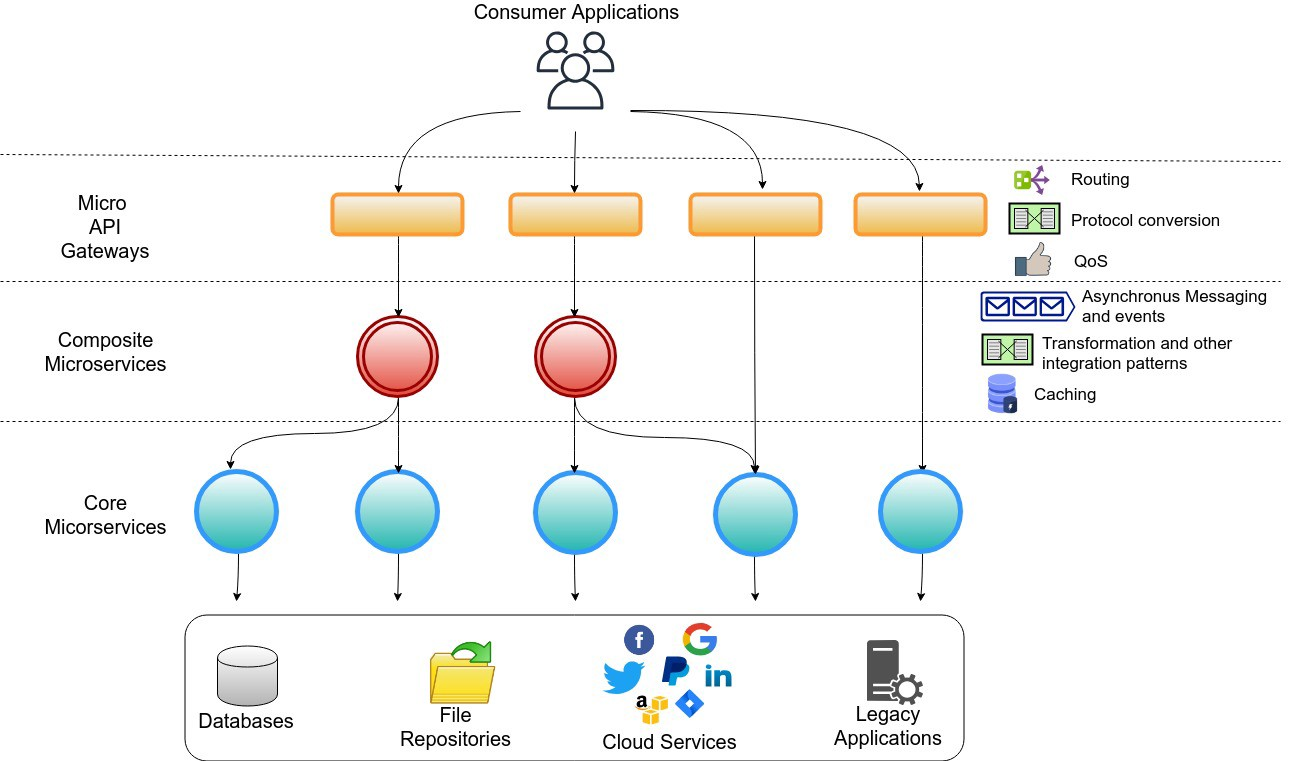 Consumer Applications
Micro
API
Gateways
Routing
Protocol conversion
QoS
Composite
Microservices
Asynchronus Messaging
and events
Transformation and other
integration patterns
Caching
Core
Micorservices
Databases
File
Repositories
f
G
P
in
a
Cloud Services
Legacy
Applications